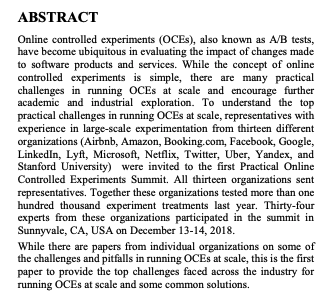 ABSTRACT
Online controlled experiments (OCEs), also known as A/B tests,
have become ubiquitous in evaluating the impact of changes made
to software products and services. While the concept of online
controlled experiments is simple, there are many practical
challenges in running OCEs at scale and encourage further
academic and industrial exploration. To understand the top
practical challenges in running OCEs at scale, representatives with
experience in large-scale experimentation from thirteen different
organizations (Airbnb, Amazon, Booking.com, Facebook, Google,
LinkedIn, Lyft, Microsoft, Netflix, Twitter, Uber, Yandex, and
Stanford University) were invited to the first Practical Online
Controlled Experiments Summit. All thirteen organizations sent
representatives. Together these organizations tested more than one
hundred thousand experiment treatments last year. Thirty-four
experts from these organizations participated in the summit in
Sunnyvale, CA, USA on December 13-14, 2018.
While there are papers from individual organizations on some of
the challenges and pitfalls in running OCEs at scale, this is the first
paper to provide the top challenges faced across the industry for
running OCEs at scale and some common solutions.